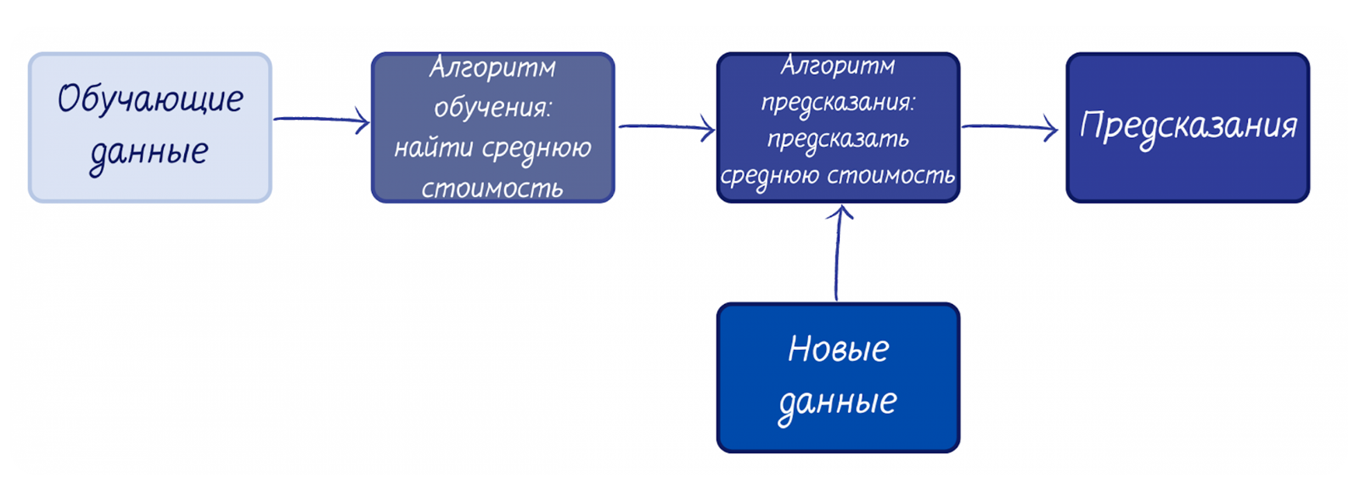 Обучающие
данные
Алгоритм
обучения:
найти среднюю
стоимость
Алгоритм
предсказания:
предсказать
среднюю стоимость
Предсказания
Новые
данные